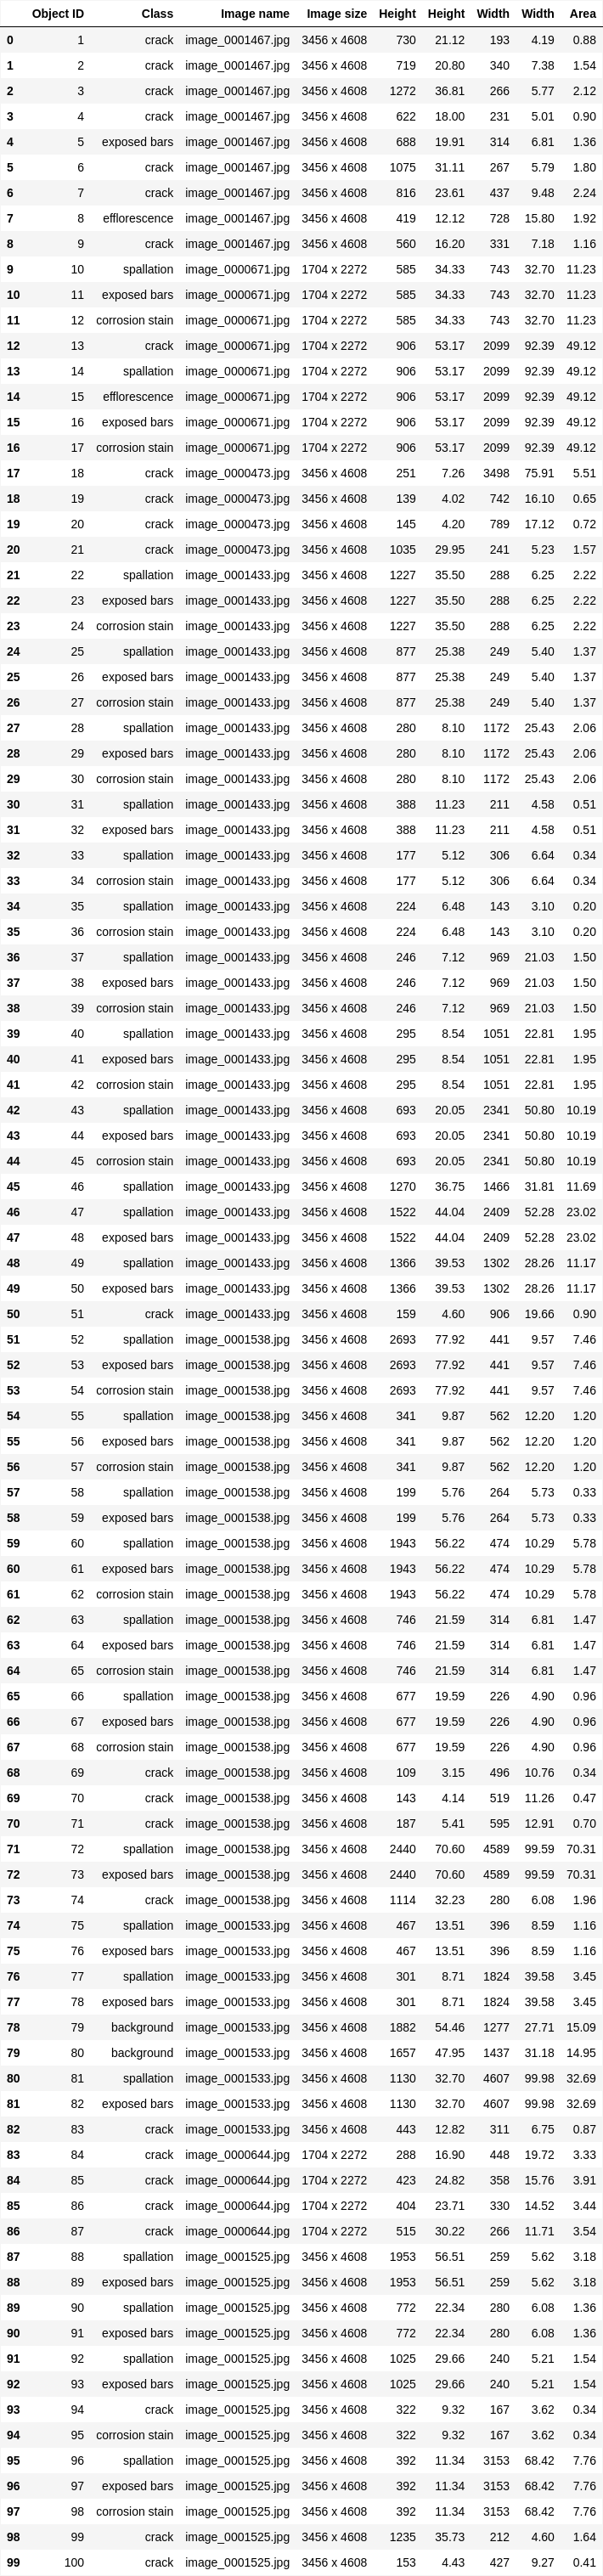 Object ID Class Image name Image size Height Height Width Width Area
0 1 crack image_0001467.jpg 3456 x 4608 730 21.12 193 4.19 0.88
1 2 crack image_0001467.jpg 3456 x 4608 719 20.80 340 7.38 1.54
2 3 crack image_0001467.jpg 3456 x 4608 1272 36.81 266 5.77 2.12
3 4 crack image_0001467.jpg 3456 x 4608 622 18.00 231 5.01 0.90
4 5 exposed bars image_0001467.jpg 3456 x 4608 688 19.91 314 6.81 1.36
5 6 crack image_0001467.jpg 3456 x 4608 1075 31.11 267 5.79 1.80
6 7 crack image_0001467.jpg 3456 x 4608 816 23.61 437 9.48 2.24
7 8 efflorescence image_0001467.jpg 3456 x 4608 419 12.12 728 15.80 1.92
8 9 crack image_0001467.jpg 3456 x 4608 560 16.20 331 7.18 1.16
9 10 spallation image_0000671.jpg 1704 x 2272 585 34.33 743 32.70 11.23
10 11 exposed bars image_0000671.jpg 1704 x 2272 585 34.33 743 32.70 11.23
11 12 corrosion stain image_0000671.jpg 1704 x 2272 585 34.33 743 32.70 11.23
12 13 crack image_0000671.jpg 1704 x 2272 906 53.17 2099 92.39 49.12
13 14 spallation image_0000671.jpg 1704 x 2272 906 53.17 2099 92.39 49.12
14 15 efflorescence image_0000671.jpg 1704 x 2272 906 53.17 2099 92.39 49.12
15 16 exposed bars image_0000671.jpg 1704 x 2272 906 53.17 2099 92.39 49.12
16 17 corrosion stain image_0000671.jpg 1704 x 2272 906 53.17 2099 92.39 49.12
17 18 crack image_0000473.jpg 3456 x 4608 251 7.26 3498 75.91 5.51
18 19 crack image_0000473.jpg 3456 x 4608 139 4.02 742 16.10 0.65
19 20 crack image_0000473.jpg 3456 x 4608 145 4.20 789 17.12 0.72
20 21 crack image_0000473.jpg 3456 x 4608 1035 29.95 241 5.23 1.57
21 22 spallation image_0001433.jpg 3456 x 4608 1227 35.50 288 6.25 2.22
22 23 exposed bars image_0001433.jpg 3456 x 4608 1227 35.50 288 6.25 2.22
23 24 corrosion stain image_0001433.jpg 3456 x 4608 1227 35.50 288 6.25 2.22
24 25 spallation image_0001433.jpg 3456 x 4608 877 25.38 249 5.40 1.37
25 26 exposed bars image_0001433.jpg 3456 x 4608 877 25.38 249 5.40 1.37
26 27 corrosion stain image_0001433.jpg 3456 x 4608 877 25.38 249 5.40 1.37
27 28 spallation image_0001433.jpg 3456 x 4608 280 8.10 1172 25.43 2.06
28 29 exposed bars image_0001433.jpg 3456 x 4608 280 8.10 1172 25.43 2.06
29 30 corrosion stain image_0001433.jpg 3456 x 4608 280 8.10 1172 25.43 2.06
30 31 spallation image_0001433.jpg 3456 x 4608 388 11.23 211 4.58 0.51
31 32 exposed bars image_0001433.jpg 3456 x 4608 388 11.23 211 4.58 0.51
32 33 spallation image_0001433.jpg 3456 x 4608 177 5.12 306 6.64 0.34
33 34 corrosion stain image_0001433.jpg 3456 x 4608 177 5.12 306 6.64 0.34
34 35 spallation image_0001433.jpg 3456 x 4608 224 6.48 143 3.10 0.20
35 36 corrosion stain image_0001433.jpg 3456 x 4608 224 6.48 143 3.10 0.20
36 37 spallation image_0001433.jpg 3456 x 4608 246 7.12 969 21.03 1.50
37 38 exposed bars image_0001433.jpg 3456 x 4608 246 7.12 969 21.03 1.50
38 39 corrosion stain image_0001433.jpg 3456 x 4608 246 7.12 969 21.03 1.50
39 40 spallation image_0001433.jpg 3456 x 4608 295 8.54 1051 22.81 1.95
40 41 exposed bars image_0001433.jpg 3456 x 4608 295 8.54 1051 22.81 1.95
41 42 corrosion stain image_0001433.jpg 3456 x 4608 295 8.54 1051 22.81 1.95
42 43 spallation image_0001433.jpg 3456 x 4608 693 20.05 2341 50.80 10.19
43 44 exposed bars image_0001433.jpg 3456 x 4608 693 20.05 2341 50.80 10.19
44 45 corrosion stain image_0001433.jpg 3456 x 4608 693 20.05 2341 50.80 10.19
45 46 spallation image_0001433.jpg 3456 x 4608 1270 36.75 1466 31.81 11.69
46 47 spallation image_0001433.jpg 3456 x 4608 1522 44.04 2409 52.28 23.02
47 48 exposed bars image_0001433.jpg 3456 x 4608 1522 44.04 2409 52.28 23.02
48 49 spallation image_0001433.jpg 3456 x 4608 1366 39.53 1302 28.26 11.17
49 50 exposed bars image_0001433.jpg 3456 x 4608 1366 39.53 1302 28.26 11.17
50 51 crack image_0001433.jpg 3456 x 4608 159 4.60 906 19.66 0.90
51 52 spallation image_0001538.jpg 3456 x 4608 2693 77.92 441 9.57 7.46
52 53 exposed bars image_0001538.jpg 3456 x 4608 2693 77.92 441 9.57 7.46
53 54 corrosion stain image_0001538.jpg 3456 x 4608 2693 77.92 441 9.57 7.46
54 55 spallation image_0001538.jpg 3456 x 4608 341 9.87 562 12.20 1.20
55 56 exposed bars image_0001538.jpg 3456 x 4608 341 9.87 562 12.20 1.20
56 57 corrosion stain image_0001538.jpg 3456 x 4608 341 9.87 562 12.20 1.20
57 58 spallation image_0001538.jpg 3456 x 4608 199 5.76 264 5.73 0.33
58 59 exposed bars image_0001538.jpg 3456 x 4608 199 5.76 264 5.73 0.33
59 60 spallation image_0001538.jpg 3456 x 4608 1943 56.22 474 10.29 5.78
60 61 exposed bars image_0001538.jpg 3456 x 4608 1943 56.22 474 10.29 5.78
61 62 corrosion stain image_0001538.jpg 3456 x 4608 1943 56.22 474 10.29 5.78
62 63 spallation image_0001538.jpg 3456 x 4608 746 21.59 314 6.81 1.47
63 64 exposed bars image_0001538.jpg 3456 x 4608 746 21.59 314 6.81 1.47
64 65 corrosion stain image_0001538.jpg 3456 x 4608 746 21.59 314 6.81 1.47
65 66 spallation image_0001538.jpg 3456 x 4608 677 19.59 226 4.90 0.96
66 67 exposed bars image_0001538.jpg 3456 x 4608 677 19.59 226 4.90 0.96
67 68 corrosion stain image_0001538.jpg 3456 x 4608 677 19.59 226 4.90 0.96
68 69 crack image_0001538.jpg 3456 x 4608 109 3.15 496 10.76 0.34
69 70 crack image_0001538.jpg 3456 x 4608 143 4.14 519 11.26 0.47
70 71 crack image_0001538.jpg 3456 x 4608 187 5.41 595 12.91 0.70
71 72 spallation image_0001538.jpg 3456 x 4608 2440 70.60 4589 99.59 70.31
72 73 exposed bars image_0001538.jpg 3456 x 4608 2440 70.60 4589 99.59 70.31
73 74 crack image_0001538.jpg 3456 x 4608 1114 32.23 280 6.08 1.96
74 75 spallation image_0001533.jpg 3456 x 4608 467 13.51 396 8.59 1.16
75 76 exposed bars image_0001533.jpg 3456 x 4608 467 13.51 396 8.59 1.16
76 77 spallation image_0001533.jpg 3456 x 4608 301 8.71 1824 39.58 3.45
77 78 exposed bars image_0001533.jpg 3456 x 4608 301 8.71 1824 39.58 3.45
78 79 background image_0001533.jpg 3456 x 4608 1882 54.46 1277 27.71 15.09
79 80 background image_0001533.jpg 3456 x 4608 1657 47.95 1437 31.18 14.95
80 81 spallation image_0001533.jpg 3456 x 4608 1130 32.70 4607 99.98 32.69
81 82 exposed bars image_0001533.jpg 3456 x 4608 1130 32.70 4607 99.98 32.69
82 83 crack image_0001533.jpg 3456 x 4608 443 12.82 311 6.75 0.87
83 84 crack image_0000644.jpg 1704 x 2272 288 16.90 448 19.72 3.33
84 85 crack image_0000644.jpg 1704 x 2272 423 24.82 358 15.76 3.91
85 86 crack image_0000644.jpg 1704 x 2272 404 23.71 330 14.52 3.44
86 87 crack image_0000644.jpg 1704 x 2272 515 30.22 266 11.71 3.54
87 88 spallation image_0001525.jpg 3456 x 4608 1953 56.51 259 5.62 3.18
88 89 exposed bars image_0001525.jpg 3456 x 4608 1953 56.51 259 5.62 3.18
89 90 spallation image_0001525.jpg 3456 x 4608 772 22.34 280 6.08 1.36
90 91 exposed bars image_0001525.jpg 3456 x 4608 772 22.34 280 6.08 1.36
91 92 spallation image_0001525.jpg 3456 x 4608 1025 29.66 240 5.21 1.54
92 93 exposed bars image_0001525.jpg 3456 x 4608 1025 29.66 240 5.21 1.54
93 94 crack image_0001525.jpg 3456 x 4608 322 9.32 167 3.62 0.34
94 95 corrosion stain image_0001525.jpg 3456 x 4608 322 9.32 167 3.62 0.34
95 96 spallation image_0001525.jpg 3456 x 4608 392 11.34 3153 68.42 7.76
96 97 exposed bars image_0001525.jpg 3456 x 4608 392 11.34 3153 68.42 7.76
97 98 corrosion stain image_0001525.jpg 3456 x 4608 392 11.34 3153 68.42 7.76
98 99 crack image_0001525.jpg 3456 x 4608 1235 35.73 212 4.60 1.64
99 100 crack image_0001525.jpg 3456 x 4608 153 4.43 427 9.27 0.41